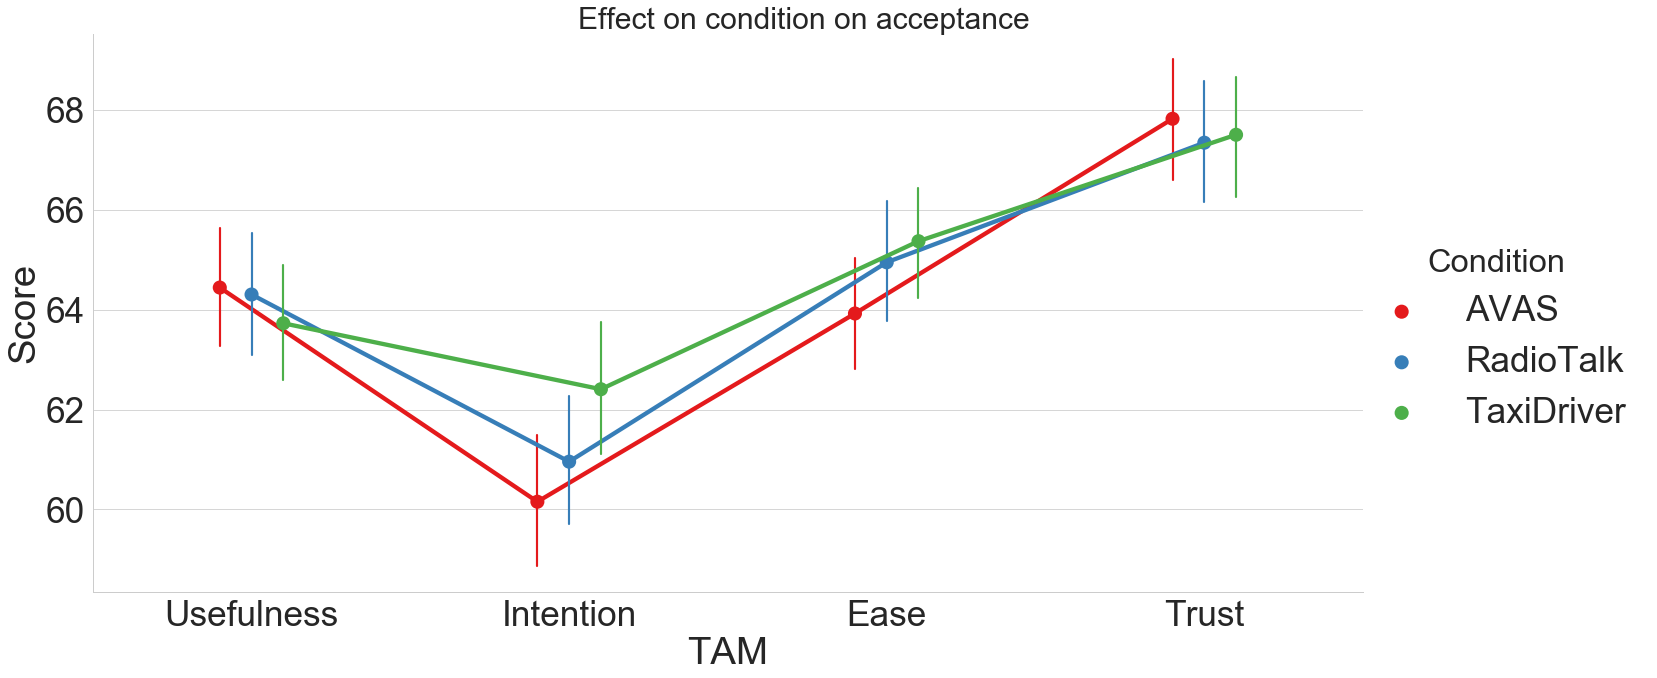 Effect on condition on acceptance
Score
68
66
64
62
60
Usefulness Intention Ease Trust
TAM
Condition
AVAS
RadioTalk
TaxiDriver